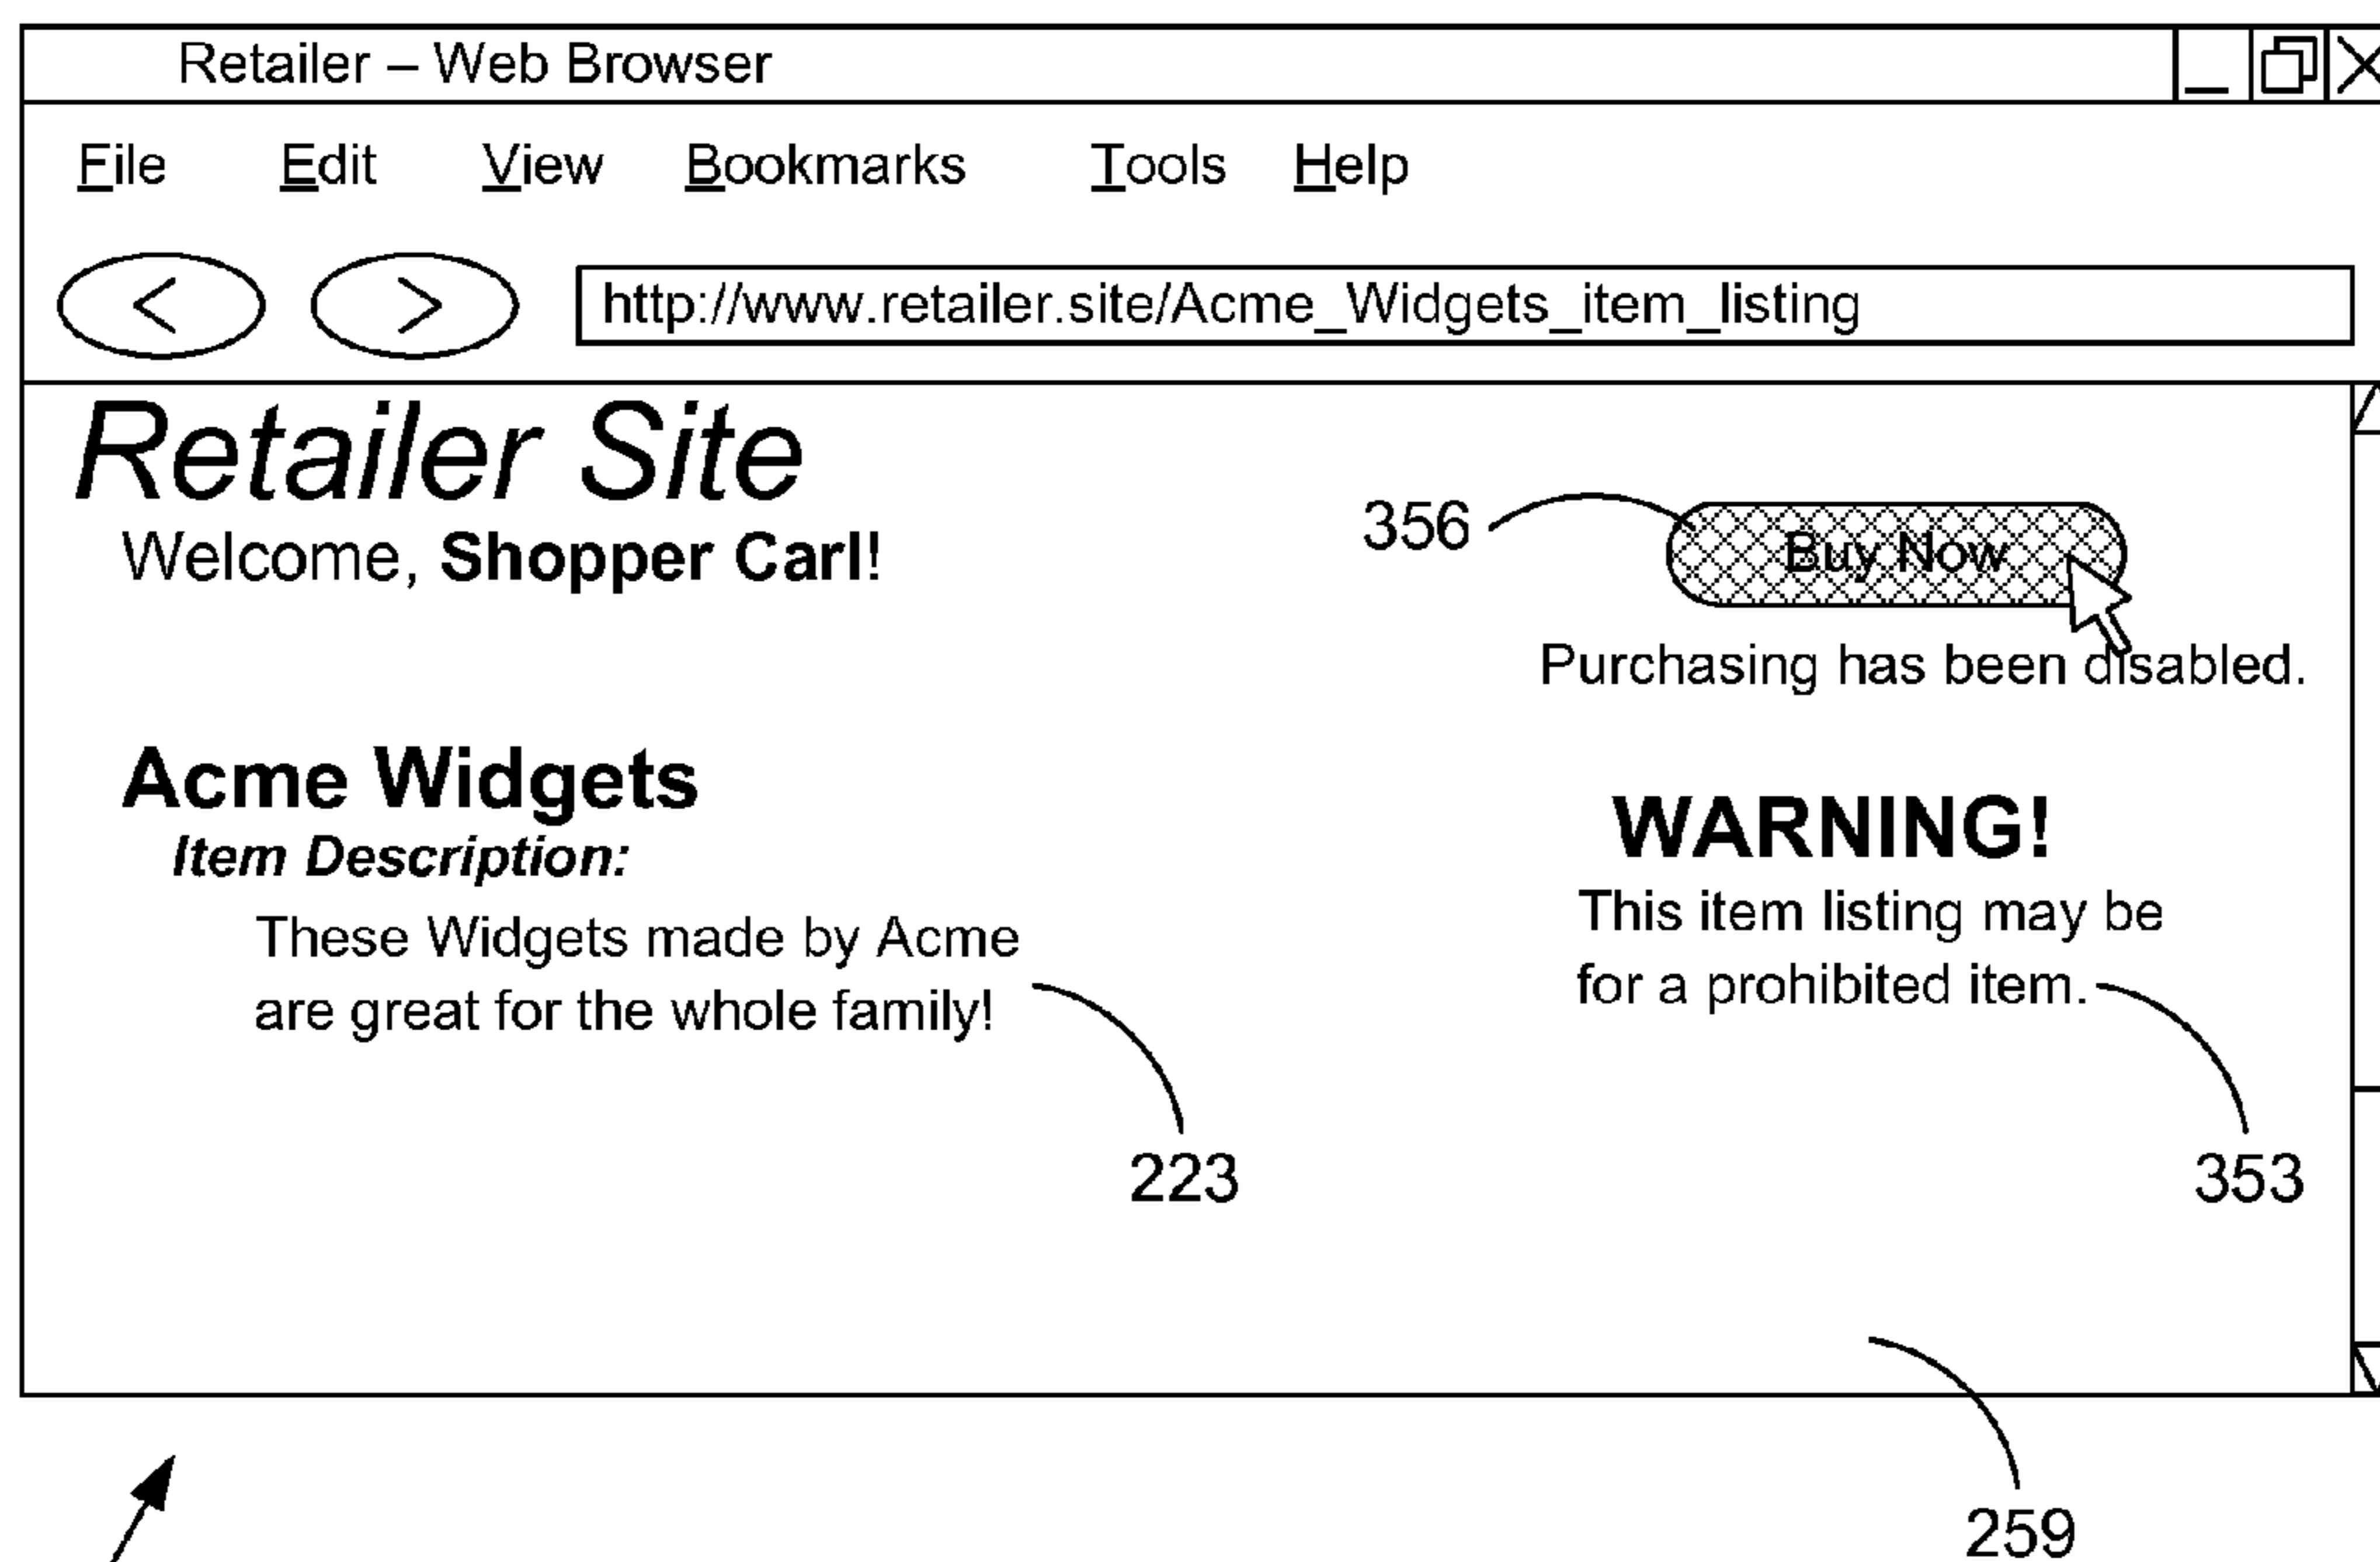 Retailer – Web Browser
File Edit View Bookmarks Tools Help
< > http://www.retailer.site/Acme_Widgets_item_listing
Retailer Site
Welcome, Shopper Carl!
356
Buy Now
Purchasing has been disabled.
Acme Widgets
Item Description:
These Widgets made by Acme
are great for the whole family!
223
WARNING!
This item listing may be
for a prohibited item.
353
259